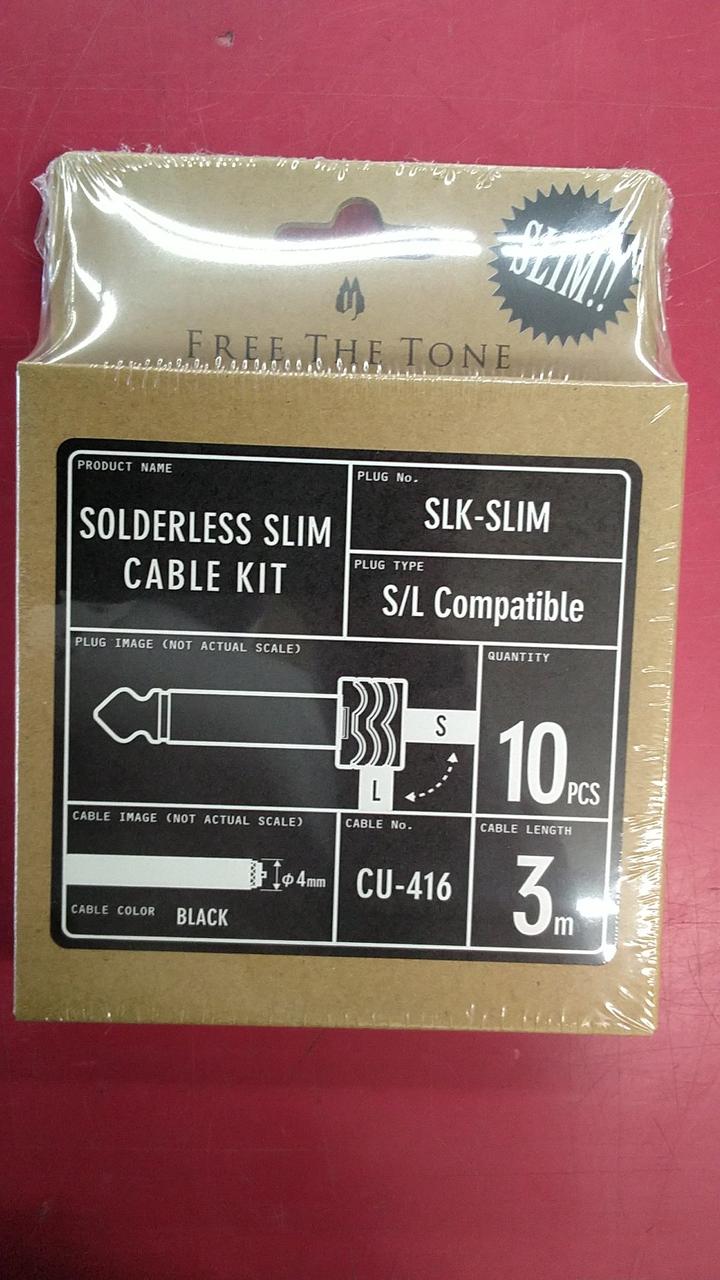 SLIM!!
FREE THE TONE
PRODUCT NAME
SOLDERLESS SLIM
CABLE KIT
PLUG No.
SLK-SLIM
PLUG TYPE
S/L Compatible
PLUG IMAGE (NOT ACTUAL SCALE)
S
L
QUANTITY
10PCS
CABLE IMAGE (NOT ACTUAL SCALE)
φ4mm
CABLE COLOR BLACK
CABLE No.
CU-416
CABLE LENGTH
3m